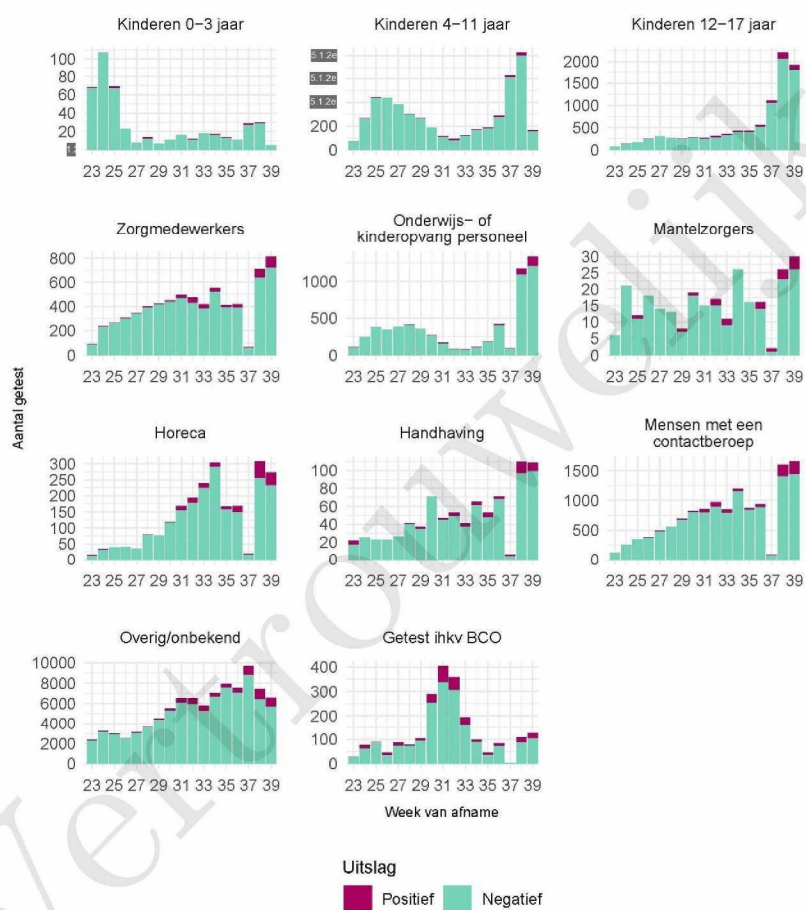 Kinderen 0−3 jaar
Kinderen 4−11 jaar
Kinderen 12−17 jaar
100
80
60
40
20
23 25 27 29 31 33 35 37 39
5.1.2e
5.1.2e
5.1.2e
200
0
23 25 27 29 31 33 35 37 39
2000
1500
1000
500
0
23 25 27 29 31 33 35 37 39
Zorgmedewerkers
Onderwijs− of
kinderopvang personeel
Mantelzorgers
800
600
400
200
0
23 25 27 29 31 33 35 37 39
1000
500
0
23 25 27 29 31 33 35 37 39
30
25
20
15
10
5
0
23 25 27 29 31 33 35 37 39
Aantal getest
Horeca
Handhaving
Mensen met een
contactberoep
300
250
200
150
100
50
0
23 25 27 29 31 33 35 37 39
100
80
60
40
20
0
23 25 27 29 31 33 35 37 39
1500
1000
500
0
23 25 27 29 31 33 35 37 39
Overig/onbekend
Getest ihkv BCO
10000
8000
6000
4000
2000
0
23 25 27 29 31 33 35 37 39
400
300
200
100
0
23 25 27 29 31 33 35 37 39
Week van afname
Uitslag
Positief Negatief
Vertrouwelijk